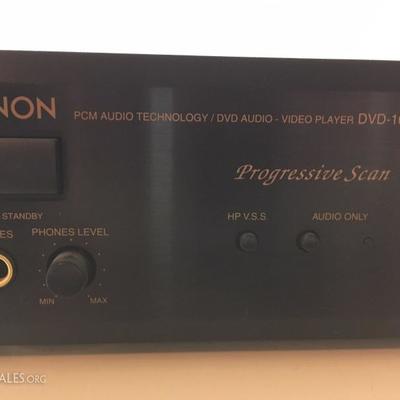 NON PCM AUDIO TECHNOLOGY / DVD AUDIO - VIDEO PLAYER DVD-1
Progressive Scan
STANDBY
HP V.S.S. AUDIO ONLY
ES PHONES LEVEL
MIN MAX
ALES.ORG